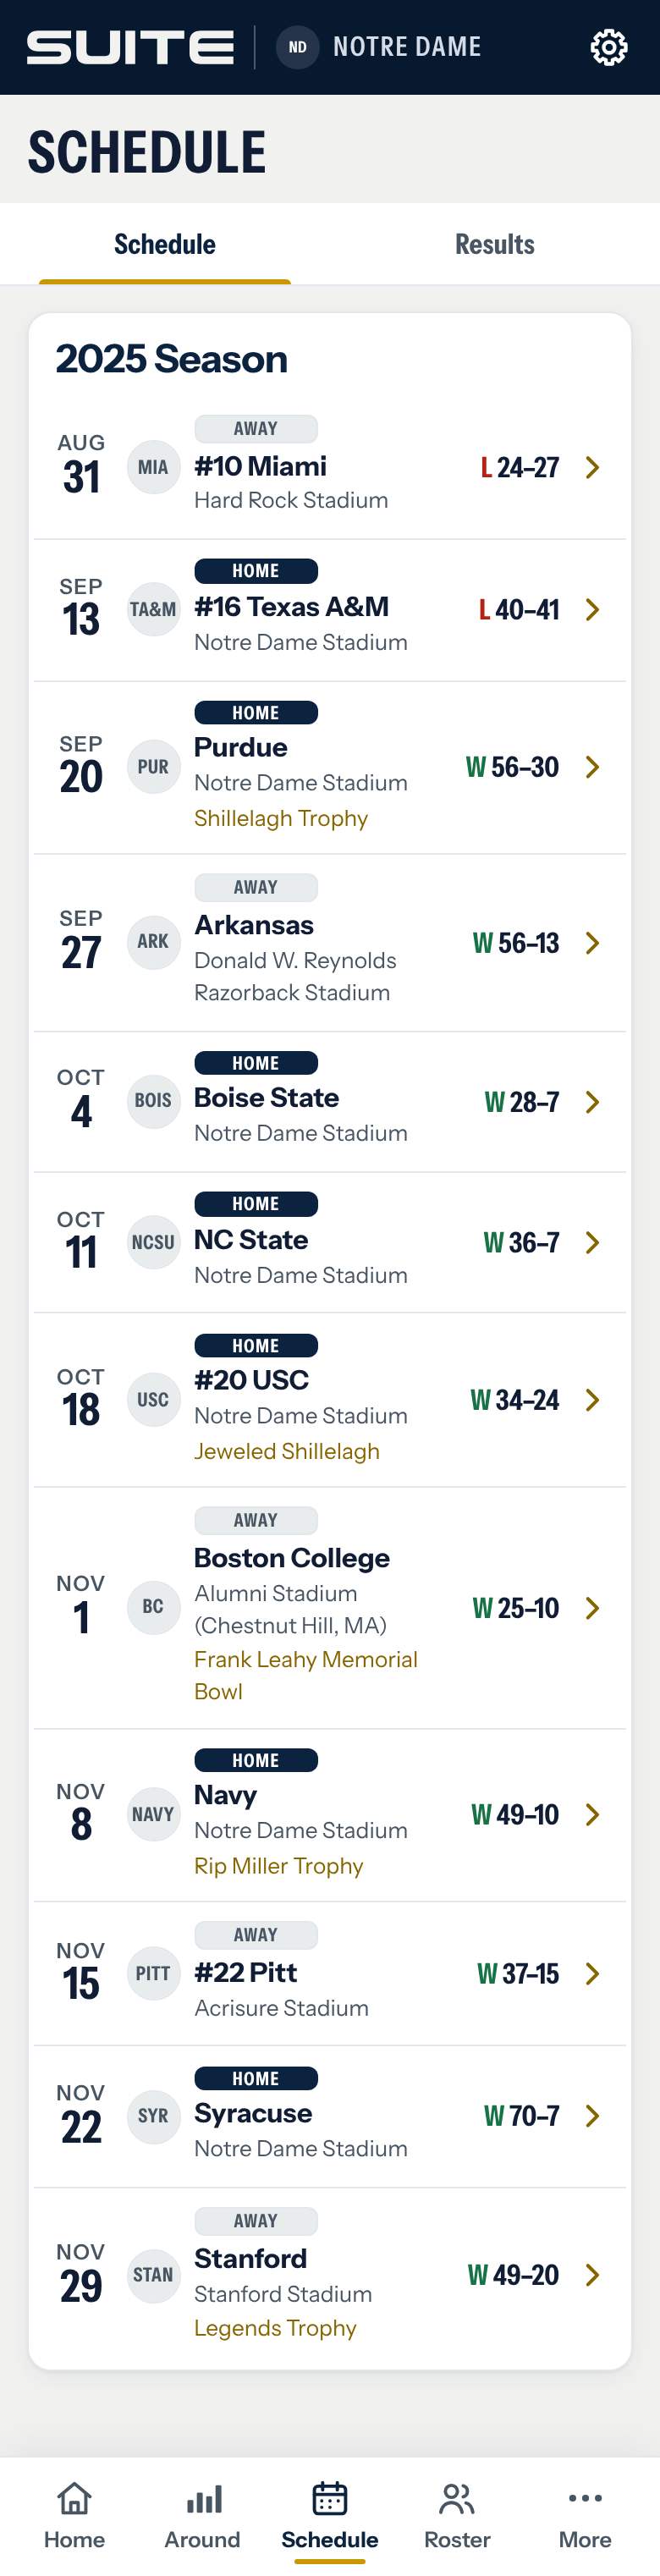 SUITE
ND
NOTRE DAME
SCHEDULE
Schedule
Results
2025 Season
AUG
31
MIA
AWAY
#10 Miami
Hard Rock Stadium
L 24–27
SEP
13
TA&M
HOME
#16 Texas A&M
Notre Dame Stadium
L 40–41
SEP
20
PUR
HOME
Purdue
Notre Dame Stadium
Shillelagh Trophy
W 56–30
SEP
27
ARK
AWAY
Arkansas
Donald W. Reynolds
Razorback Stadium
W 56–13
OCT
4
BOIS
HOME
Boise State
Notre Dame Stadium
W 28–7
OCT
11
NCSU
HOME
NC State
Notre Dame Stadium
W 36–7
OCT
18
USC
HOME
#20 USC
Notre Dame Stadium
Jeweled Shillelagh
W 34–24
NOV
1
BC
AWAY
Boston College
Alumni Stadium
(Chestnut Hill, MA)
Frank Leahy Memorial
Bowl
W 25–10
NOV
8
NAVY
HOME
Navy
Notre Dame Stadium
Rip Miller Trophy
W 49–10
NOV
15
PITT
AWAY
#22 Pitt
Acrisure Stadium
W 37–15
NOV
22
SYR
HOME
Syracuse
Notre Dame Stadium
W 70–7
NOV
29
STAN
AWAY
Stanford
Stanford Stadium
Legends Trophy
W 49–20
Home
Around
Schedule
Roster
More